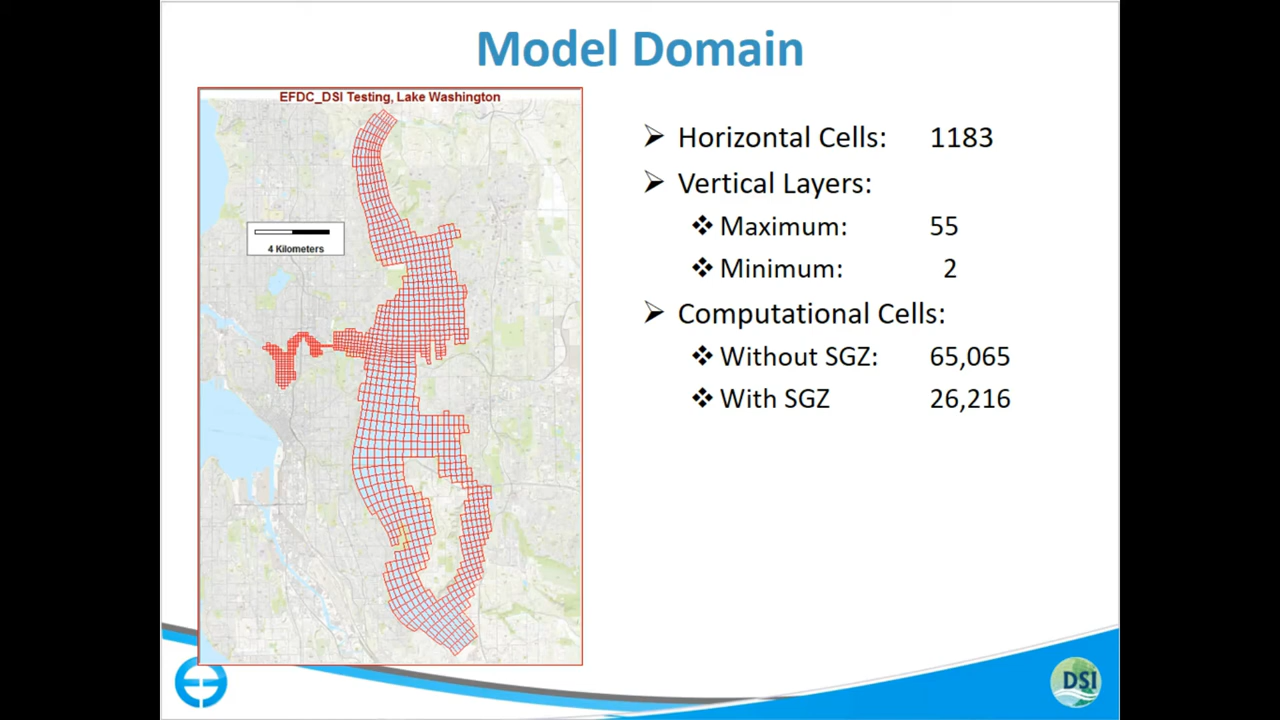 Model Domain
EFDC_DSI Testing, Lake Washington
4 Kilometers
Horizontal Cells: 1183
Vertical Layers:
Maximum: 55
Minimum: 2
Computational Cells:
Without SGZ: 65,065
With SGZ 26,216
DSI